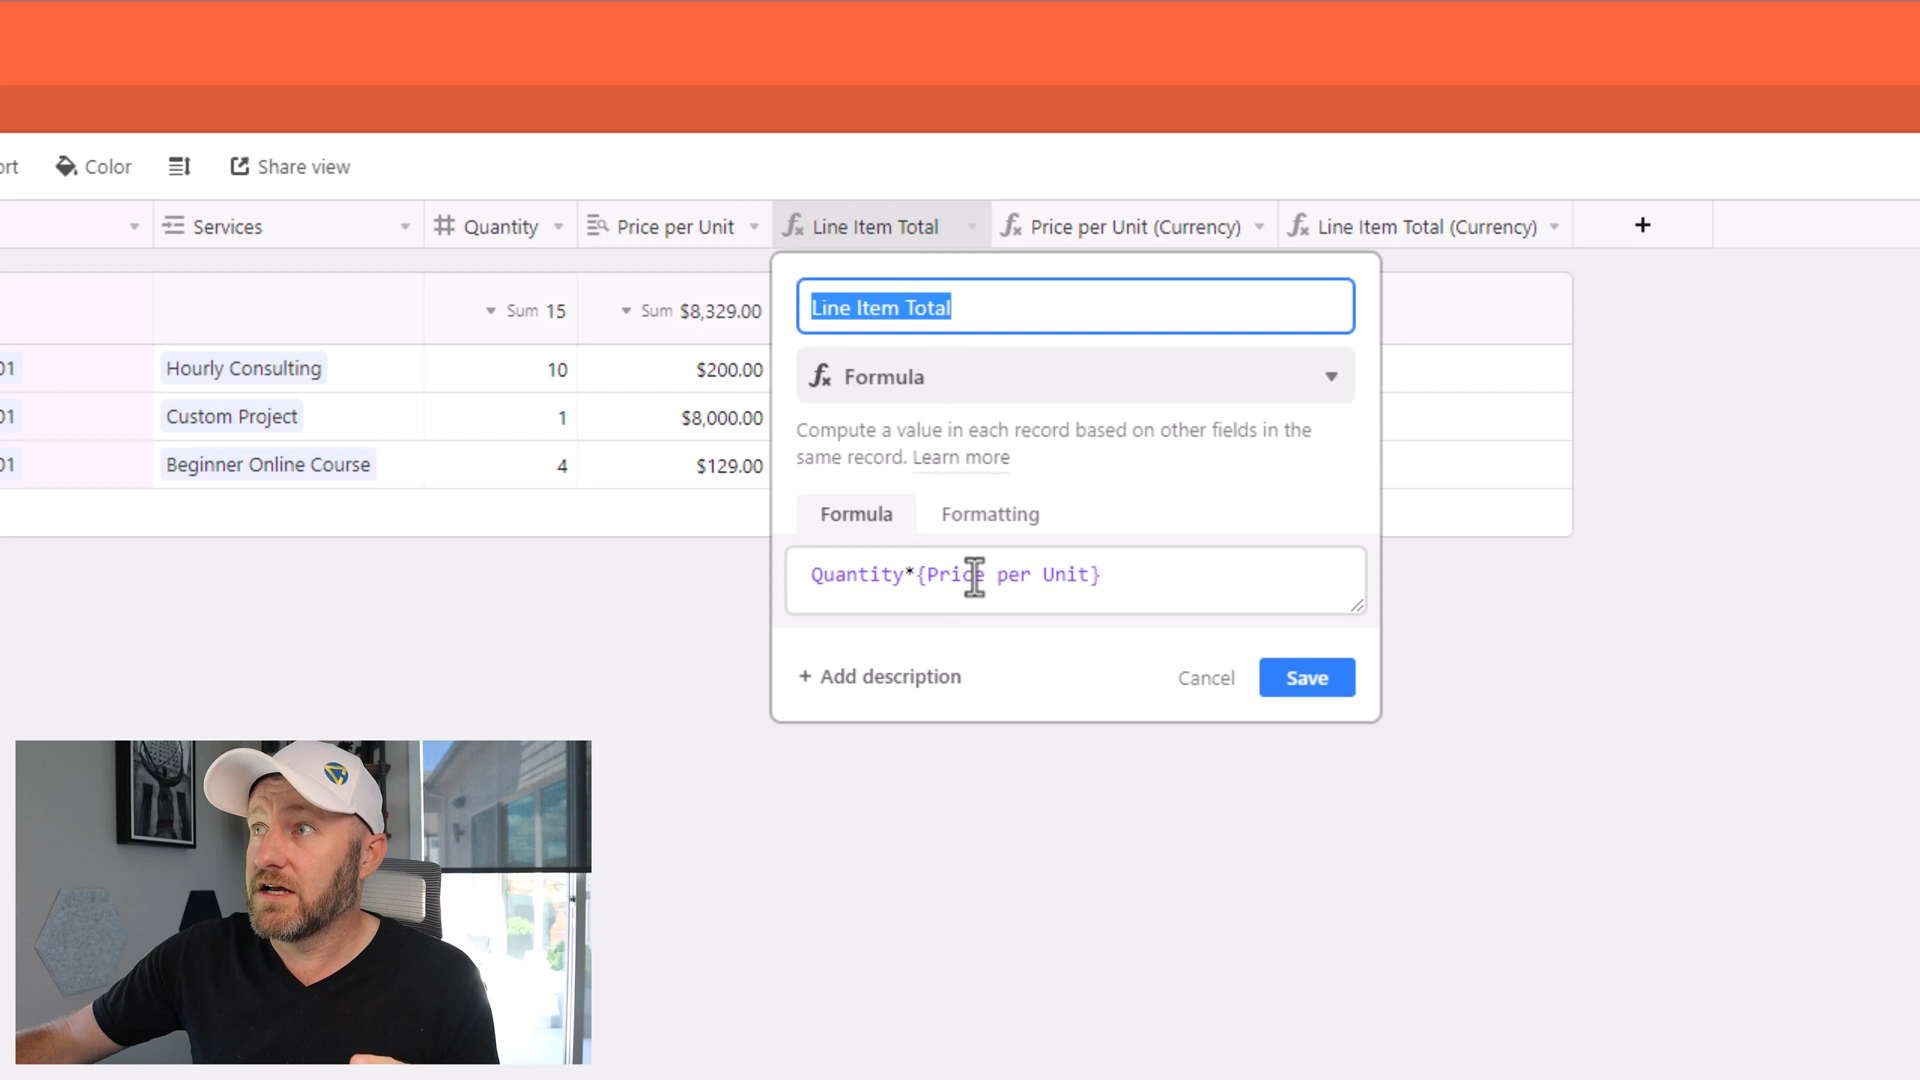 ort Color Share view
Services Quantity Price per Unit Line Item Total Price per Unit (Currency) Line Item Total (Currency) +
Sum 15 Sum $8,329.00
01 Hourly Consulting 10 $200.00
01 Custom Project 1 $8,000.00
01 Beginner Online Course 4 $129.00
Line Item Total
Formula
Compute a value in each record based on other fields in the
same record. Learn more
Formula Formatting
Quantity*{Price per Unit}
+ Add description Cancel Save